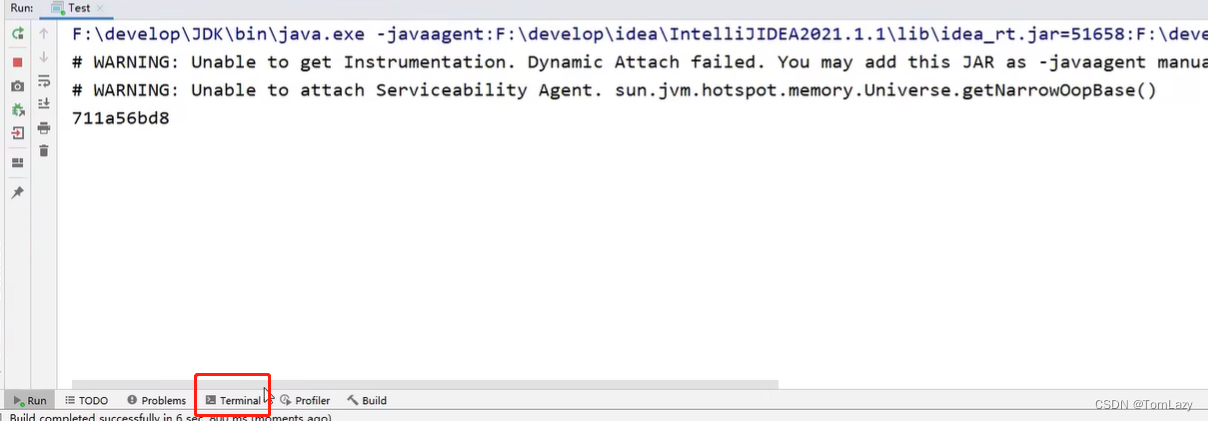 Run: Test
F:\develop\JDK\bin\java.exe -javaagent:F:\develop\idea\IntelliJIDEA2021.1.1\lib\idea_rt.jar=51658:F:\deve
# WARNING: Unable to get Instrumentation. Dynamic Attach failed. You may add this JAR as -javaagent manua
# WARNING: Unable to attach Serviceability Agent. sun.jvm.hotspot.memory.Universe.getNarrowOopBase()
711a56bd8
Run TODO Problems Terminal Profiler Build
CSDN @TomLazy
Build completed successfully in 6 sec, 800 ms (moments ago)